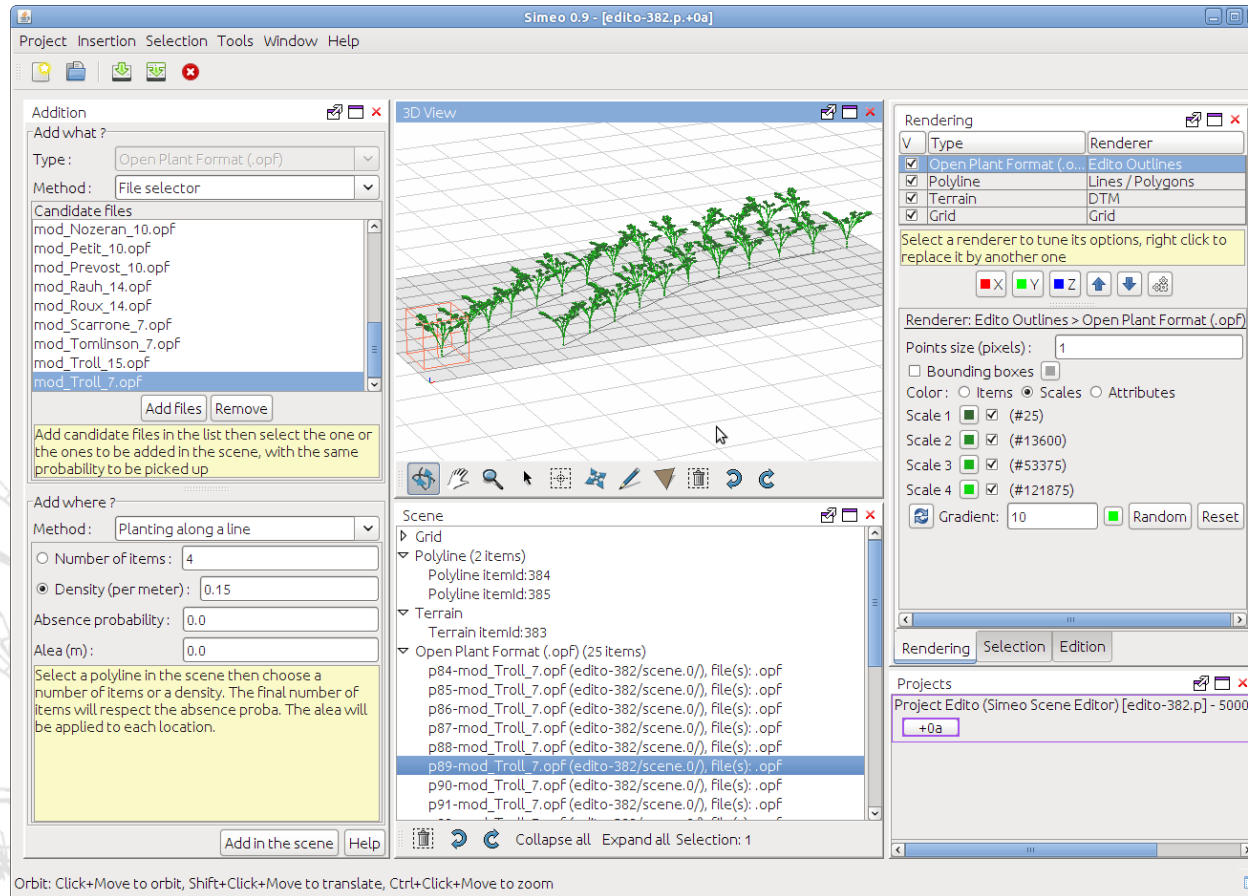 Simeo 0.9 - [edito-382.p.+0a]
Project Insertion Selection Tools Window Help
Addition
Add what ?
Type : Open Plant Format (.opf)
Method : File selector
Candidate files
mod_Nozeran_10.opf
mod_Petit_10.opf
mod_Prevost_10.opf
mod_Rauh_14.opf
mod_Roux_14.opf
mod_Scarrone_7.opf
mod_Tomlinson_7.opf
mod_Troll_15.opf
mod_Troll_7.opf
Add files Remove
Add candidate files in the list then select the one or
the ones to be added in the scene, with the same
probability to be picked up
Add where ?
Method : Planting along a line
Number of items : 4
Density (per meter) : 0.15
Absence probability : 0.0
Alea (m) : 0.0
Select a polyline in the scene then choose a
number of items or a density. The final number of
items will respect the absence proba. The alea will
be applied to each location.
Add in the scene Help
3D View
Scene
Grid
Polyline (2 items)
Polyline itemId:384
Polyline itemId:385
Terrain
Terrain itemId:383
Open Plant Format (.opf) (25 items)
p84-mod_Troll_7.opf (edito-382/scene.0/), file(s): .opf
p85-mod_Troll_7.opf (edito-382/scene.0/), file(s): .opf
p86-mod_Troll_7.opf (edito-382/scene.0/), file(s): .opf
p87-mod_Troll_7.opf (edito-382/scene.0/), file(s): .opf
p88-mod_Troll_7.opf (edito-382/scene.0/), file(s): .opf
p89-mod_Troll_7.opf (edito-382/scene.0/), file(s): .opf
p90-mod_Troll_7.opf (edito-382/scene.0/), file(s): .opf
p91-mod_Troll_7.opf (edito-382/scene.0/), file(s): .opf
Collapse all Expand all Selection: 1
Rendering
V Type Renderer
Open Plant Format (.o... Edito Outlines
Polyline Lines / Polygons
Terrain DTM
Grid Grid
Select a renderer to tune its options, right click to
replace it by another one
X Y Z
Renderer: Edito Outlines > Open Plant Format (.opf)
Points size (pixels) : 1
Bounding boxes
Color : Items Scales Attributes
Scale 1 (#25)
Scale 2 (#13600)
Scale 3 (#53375)
Scale 4 (#121875)
Gradient: 10 Random Reset
Rendering Selection Edition
Projects
Project Edito (Simeo Scene Editor) [edito-382.p] - 5000
+0a
Orbit: Click+Move to orbit, Shift+Click+Move to translate, Ctrl+Click+Move to zoom